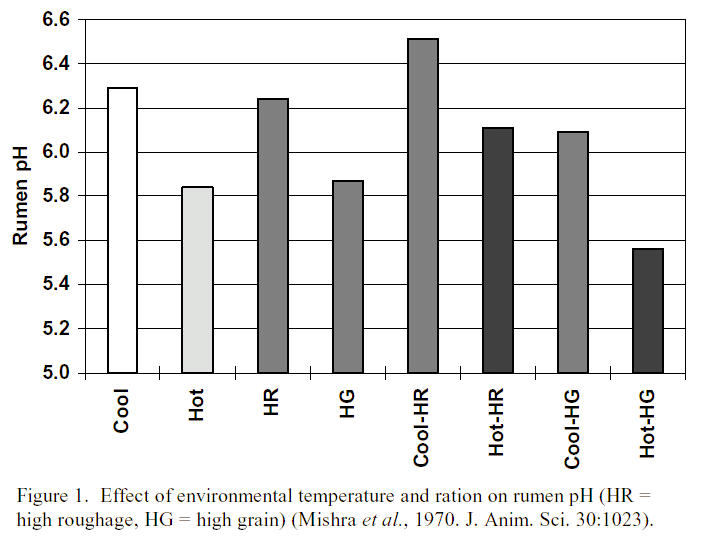 6.6
6.4
6.2
6.0
5.8
5.6
5.4
5.2
5.0
Rumen pH
Cool
Hot
HR
HG
Cool-HR
Hot-HR
Cool-HG
Hot-HG
Figure 1.  Effect of environmental temperature and ration on rumen pH (HR =
high roughage, HG = high grain) (Mishra et al., 1970. J. Anim. Sci. 30:1023).